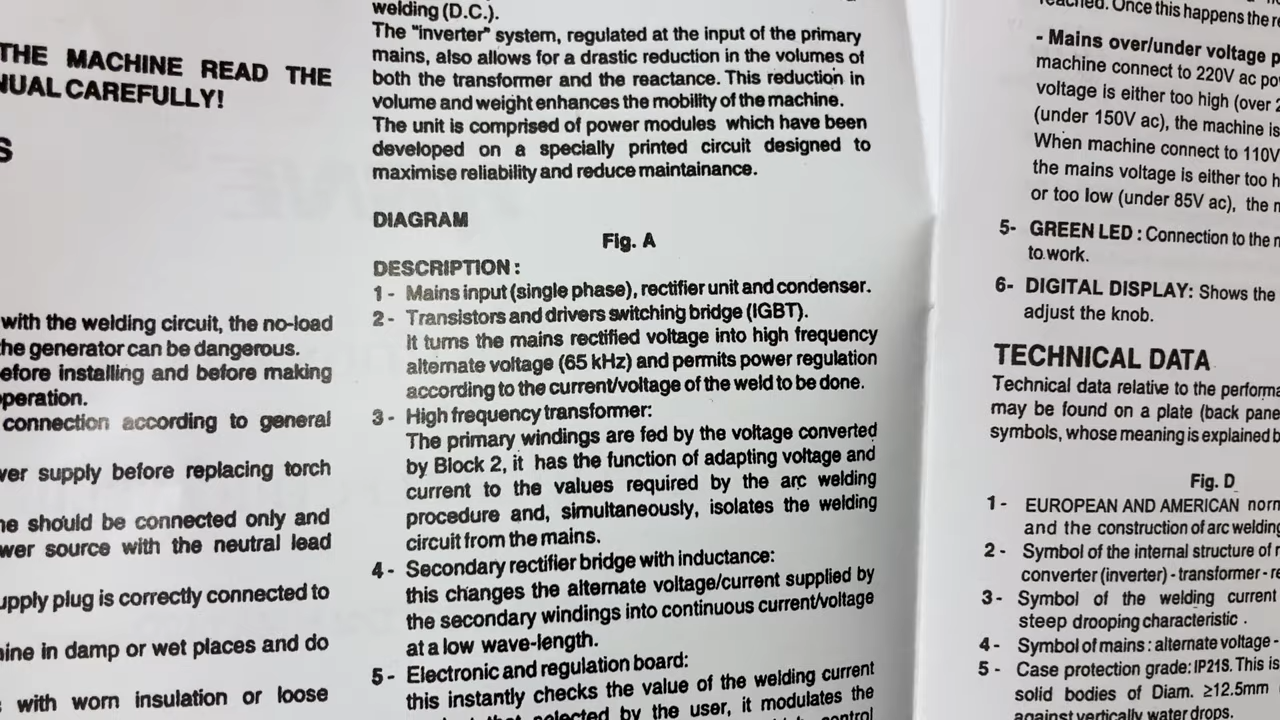 THE MACHINE READ THE
CAREFULLY!
S
with the welding circuit, the no-load
the generator can be dangerous.
before installing and before making
operation.
connection according to general
supply before replacing torch
should be connected only and
source with the neutral lead
supply plug is correctly connected to
in damp or wet places and do
with worn insulation or loose
welding (D.C.).
The "inverter" system, regulated at the input of the primary
mains, also allows for a drastic reduction in the volumes of
both the transformer and the reactance. This reduction in
volume and weight enhances the mobility of the machine.
The unit is comprised of power modules which have been
developed on a specially printed circuit designed to
maximise reliability and reduce maintainance.
DIAGRAM
Fig. A
DESCRIPTION:
1 - Mains input (single phase), rectifier unit and condenser.
2 - Transistors and drivers switching bridge (IGBT).
It turns the mains rectified voltage into high frequency
alternate voltage (65 kHz) and permits power regulation
according to the current/voltage of the weld to be done.
3 - High frequency transformer:
The primary windings are fed by the voltage converted
by Block 2, it has the function of adapting voltage and
current to the values required by the arc welding
procedure and, simultaneously, isolates the welding
circuit from the mains.
4 - Secondary rectifier bridge with inductance:
this changes the alternate voltage/current supplied by
the secondary windings into continuous current/voltage
at a low wave-length.
5 - Electronic and regulation board:
this instantly checks the value of the welding current
selected by the user, it modulates the
control
reached. Once this happens the
- Mains over/under voltage
machine connect to 220V ac
voltage is either too high (over
(under 150V ac), the machine is
When machine connect to 110V
the mains voltage is either too
or too low (under 85V ac), the
5- GREEN LED : Connection to the
to work.
6- DIGITAL DISPLAY: Shows the
adjust the knob.
TECHNICAL DATA
Technical data relative to the
may be found on a plate (back
symbols, whose meaning is explained
Fig. D
1 - EUROPEAN AND AMERICAN
and the construction of arc
2 - Symbol of the internal structure of
converter (inverter) - transformer -
3 - Symbol of the welding current
steep drooping characteristic .
4 - Symbol of mains : alternate voltage -
5 - Case protection grade: IP21S. This is
solid bodies of Diam. ≥12.5mm
against vertically water drops.